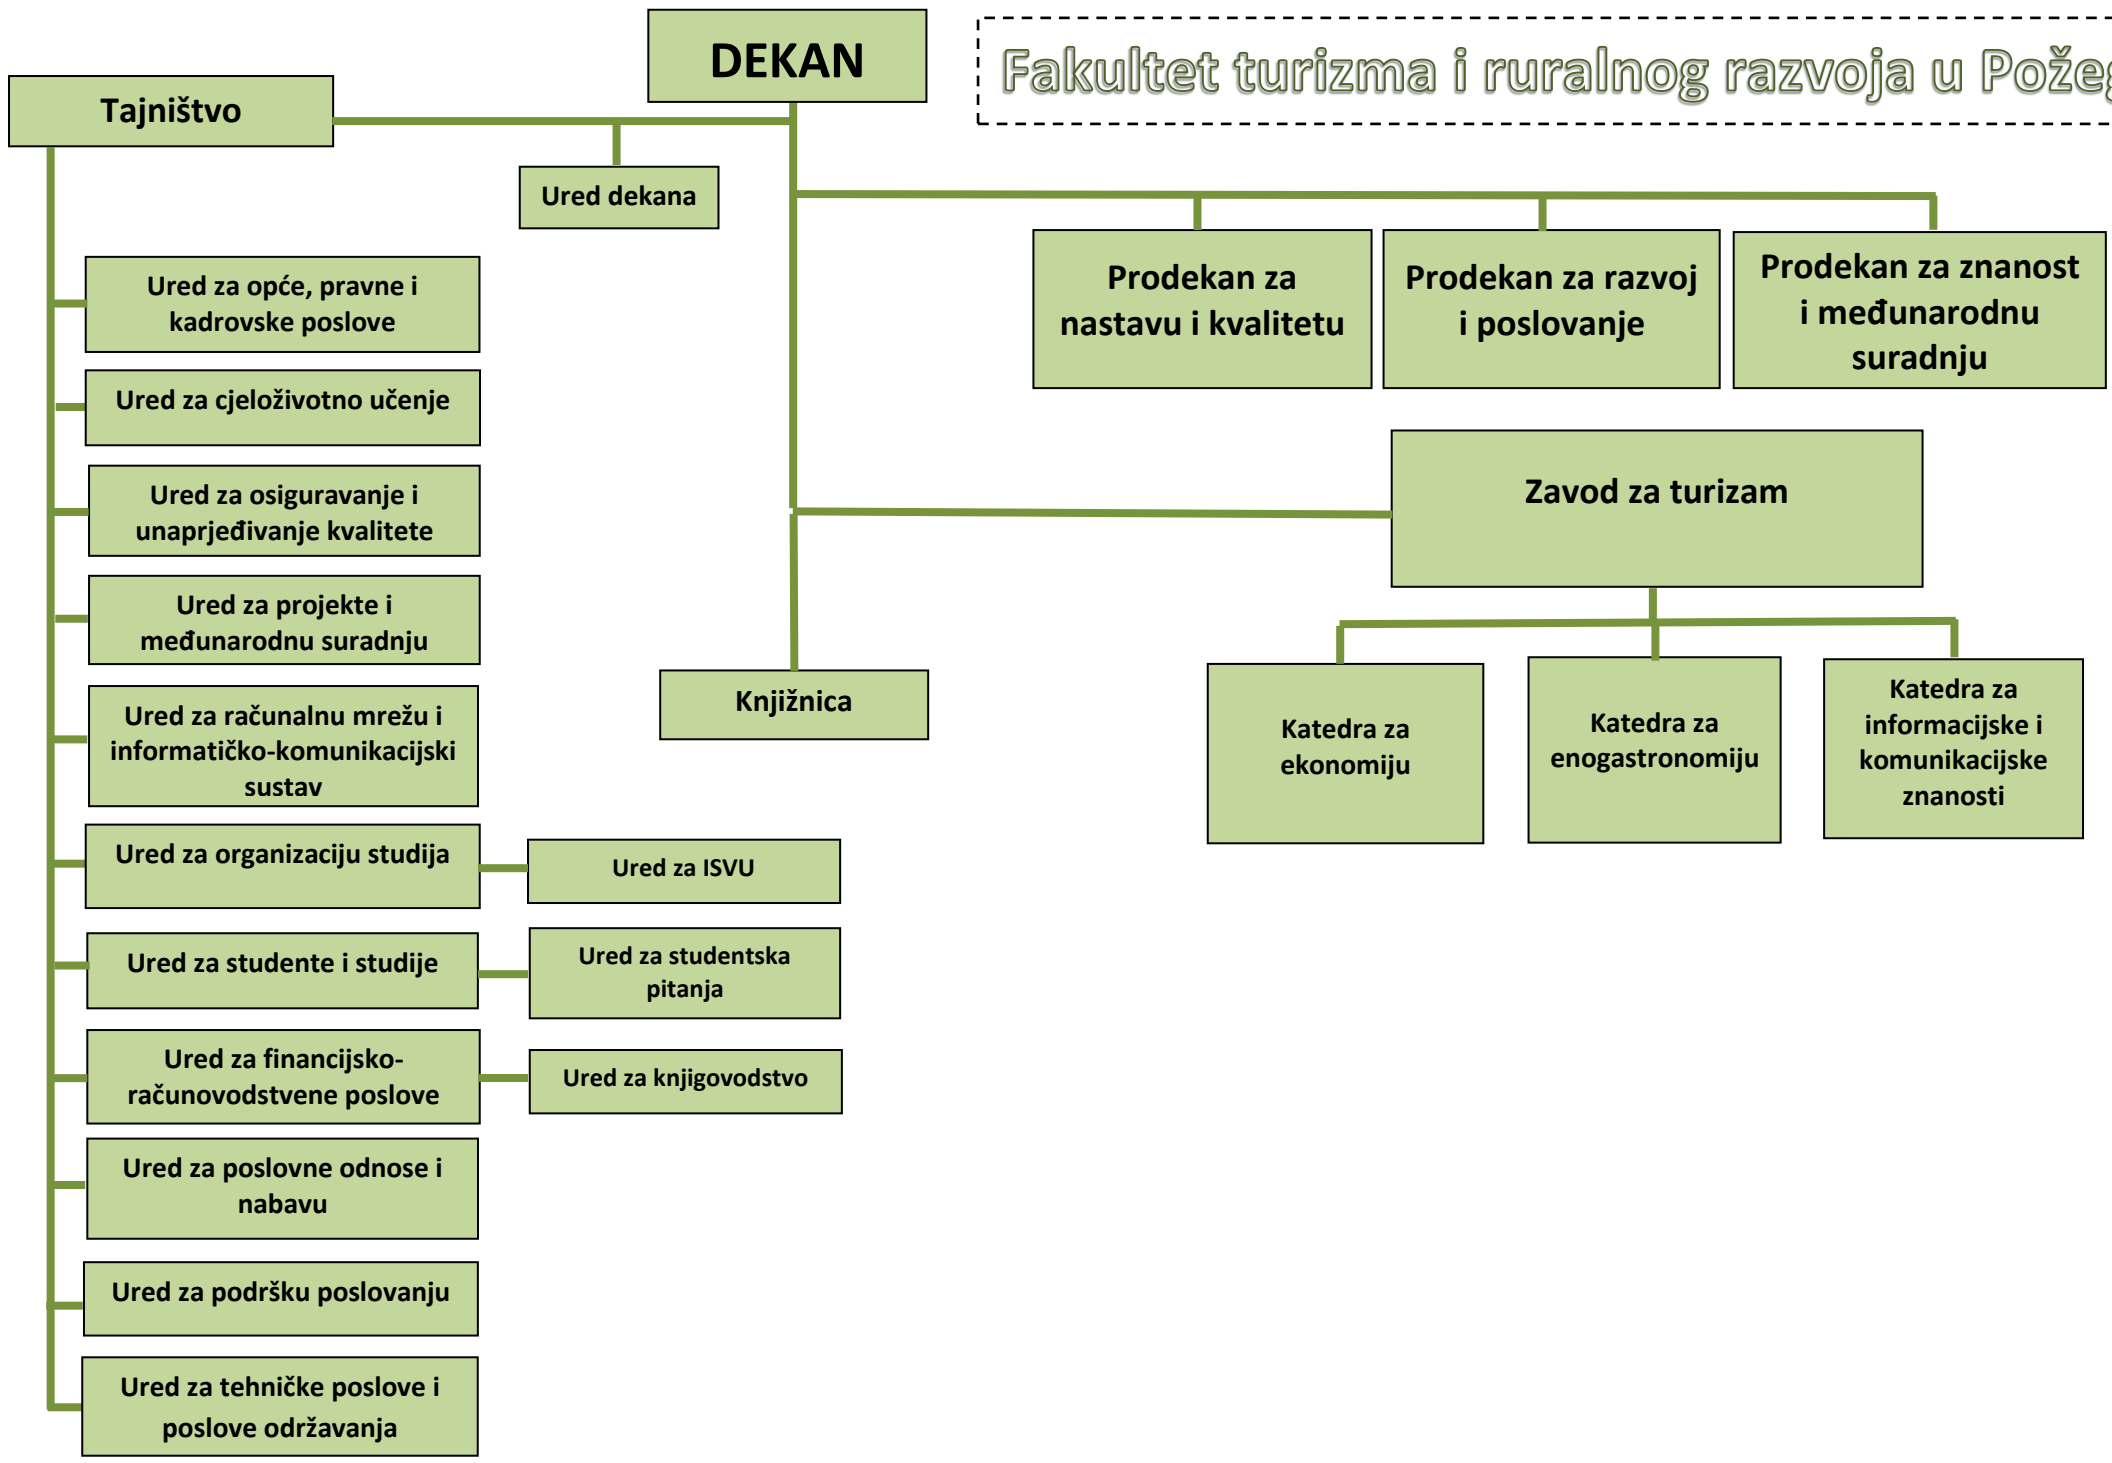 DEKAN
Fakultet turizma i ruralnog razvoja u Požeg
Tajništvo
Ured dekana
Prodekan za
nastavu i kvalitetu
Prodekan za razvoj
i poslovanje
Prodekan za znanost
i međunarodnu
suradnju
Ured za opće, pravne i
kadrovske poslove
Ured za cjeloživotno učenje
Ured za osiguravanje i
unaprjeđivanje kvalitete
Ured za projekte i
međunarodnu suradnju
Ured za računalnu mrežu i
informatičko-komunikacijski
sustav
Ured za organizaciju studija
Ured za ISVU
Ured za studente i studije
Ured za studentska
pitanja
Ured za financijsko-
računovodstvene poslove
Ured za knjigovodstvo
Ured za poslovne odnose i
nabavu
Ured za podršku poslovanju
Ured za tehničke poslove i
poslove održavanja
Zavod za turizam
Knjižnica
Katedra za
ekonomiju
Katedra za
enogastronomiju
Katedra za
informacijske i
komunikacijske
znanosti